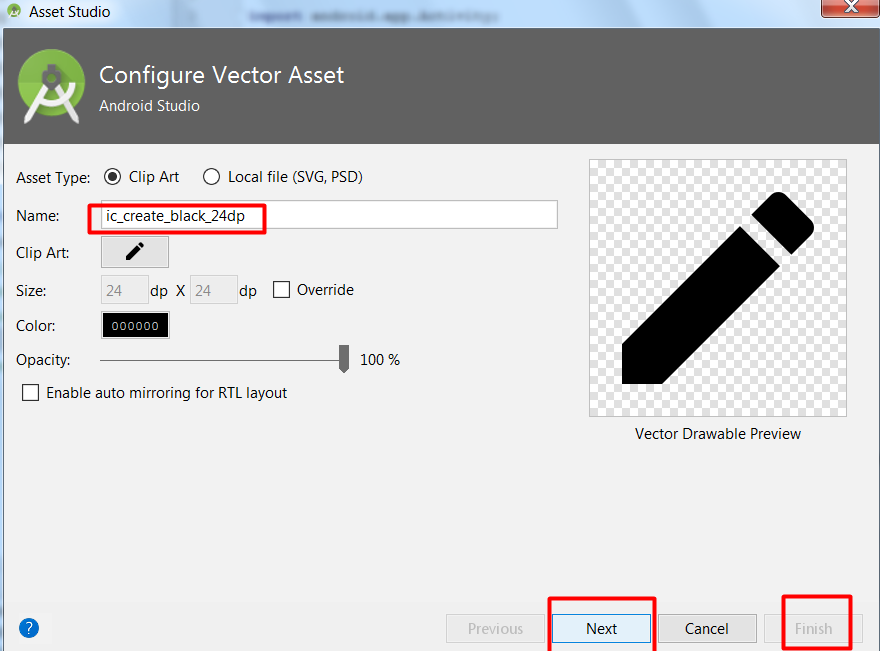 Asset Studio
import android.app.Activity;
Configure Vector Asset
Android Studio
Asset Type: Clip Art Local file (SVG, PSD)
Name: ic_create_black_24dp
Clip Art:
Size: 24 dp X 24 dp Override
Color: 000000
Opacity: 100 %
Enable auto mirroring for RTL layout
Vector Drawable Preview
? Previous Next Cancel Finish